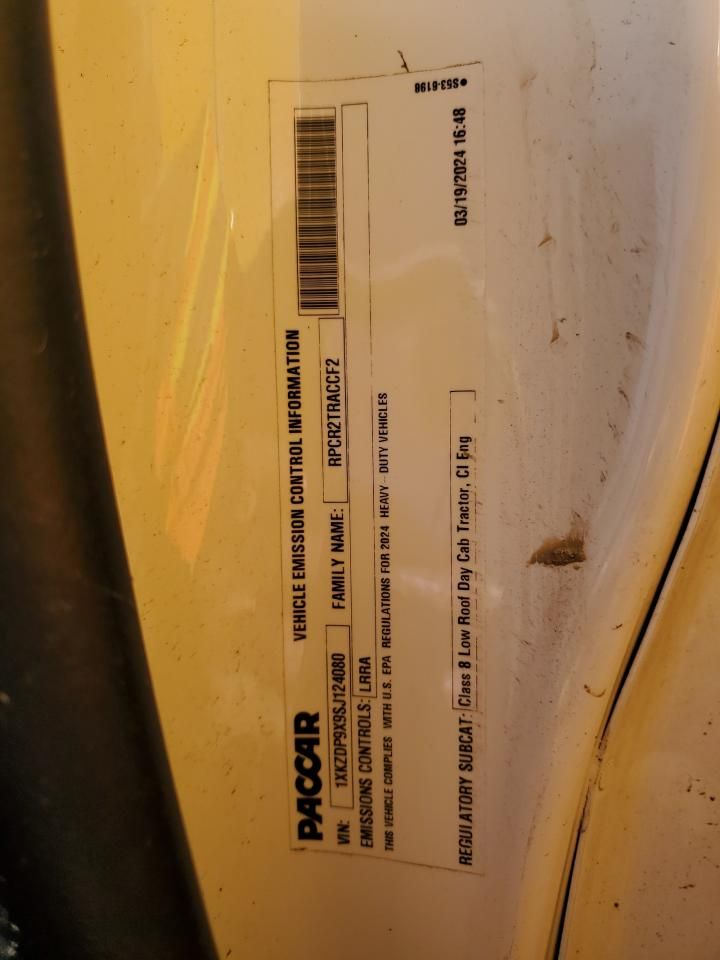 PACCAR
VEHICLE EMISSION CONTROL INFORMATION
VIN: 1XKZDP9X9SJ124080 FAMILY NAME: RPCR2TRACCF2
EMISSIONS CONTROLS: LRRA
THIS VEHICLE COMPLIES WITH U.S. EPA REGULATIONS FOR 2024 HEAVY - DUTY VEHICLES
REGULATORY SUBCAT: Class 8 Low Roof Day Cab Tractor, CI Eng
03/19/2024 16:48
● S53-6198